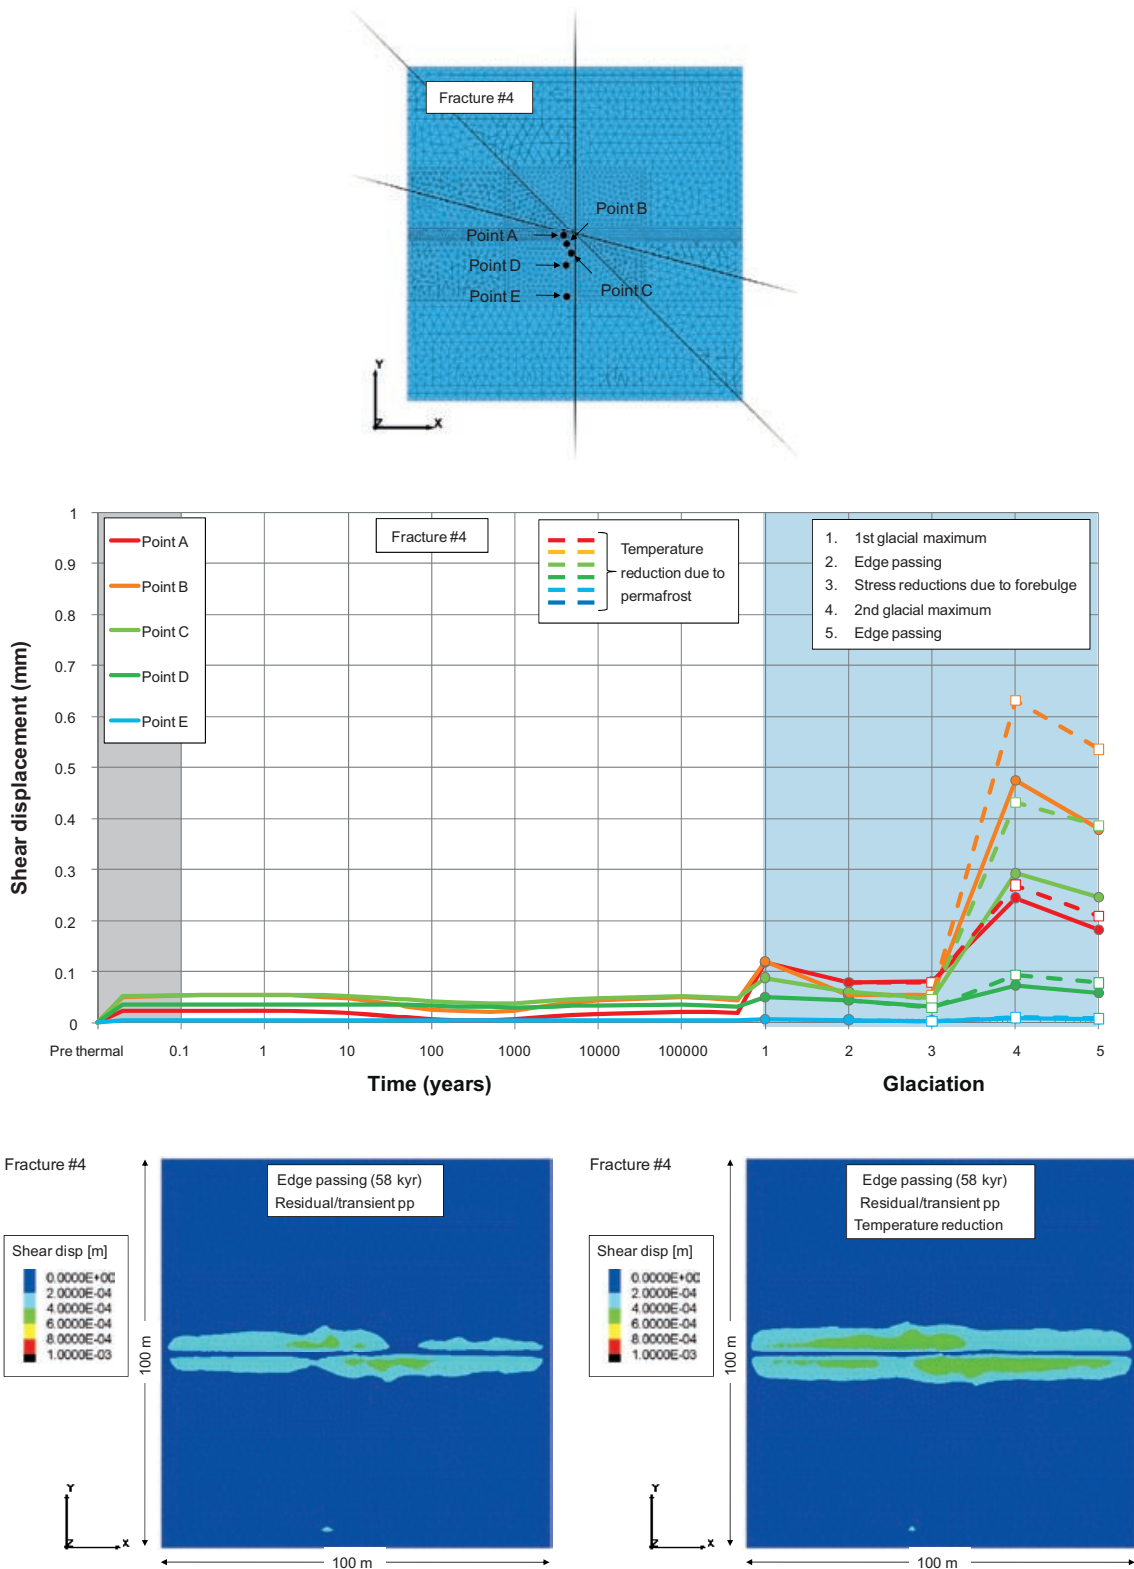 Fracture #4
Point B
Point A
Point D
Point C
Point E
Y
Z
X
Shear displacement (mm)
1
0.9
0.8
0.7
0.6
0.5
0.4
0.3
0.2
0.1
0
Point A
Point B
Point C
Point D
Point E
Fracture #4
Temperature
reduction due to
permafrost
1. 1st glacial maximum
2. Edge passing
3. Stress reductions due to forebulge
4. 2nd glacial maximum
5. Edge passing
Pre thermal 0.1 1 10 100 1000 10000 100000 1 2 3 4 5
Time (years)
Glaciation
Fracture #4
Edge passing (58 kyr)
Residual/transient pp
Shear disp [m]
0.0000E+00
2.0000E-04
4.0000E-04
6.0000E-04
8.0000E-04
1.0000E-03
100 m
Y
Z
X
100 m
Fracture #4
Edge passing (58 kyr)
Residual/transient pp
Temperature reduction
Shear disp [m]
0.0000E+00
2.0000E-04
4.0000E-04
6.0000E-04
8.0000E-04
1.0000E-03
100 m
Y
Z
X
100 m